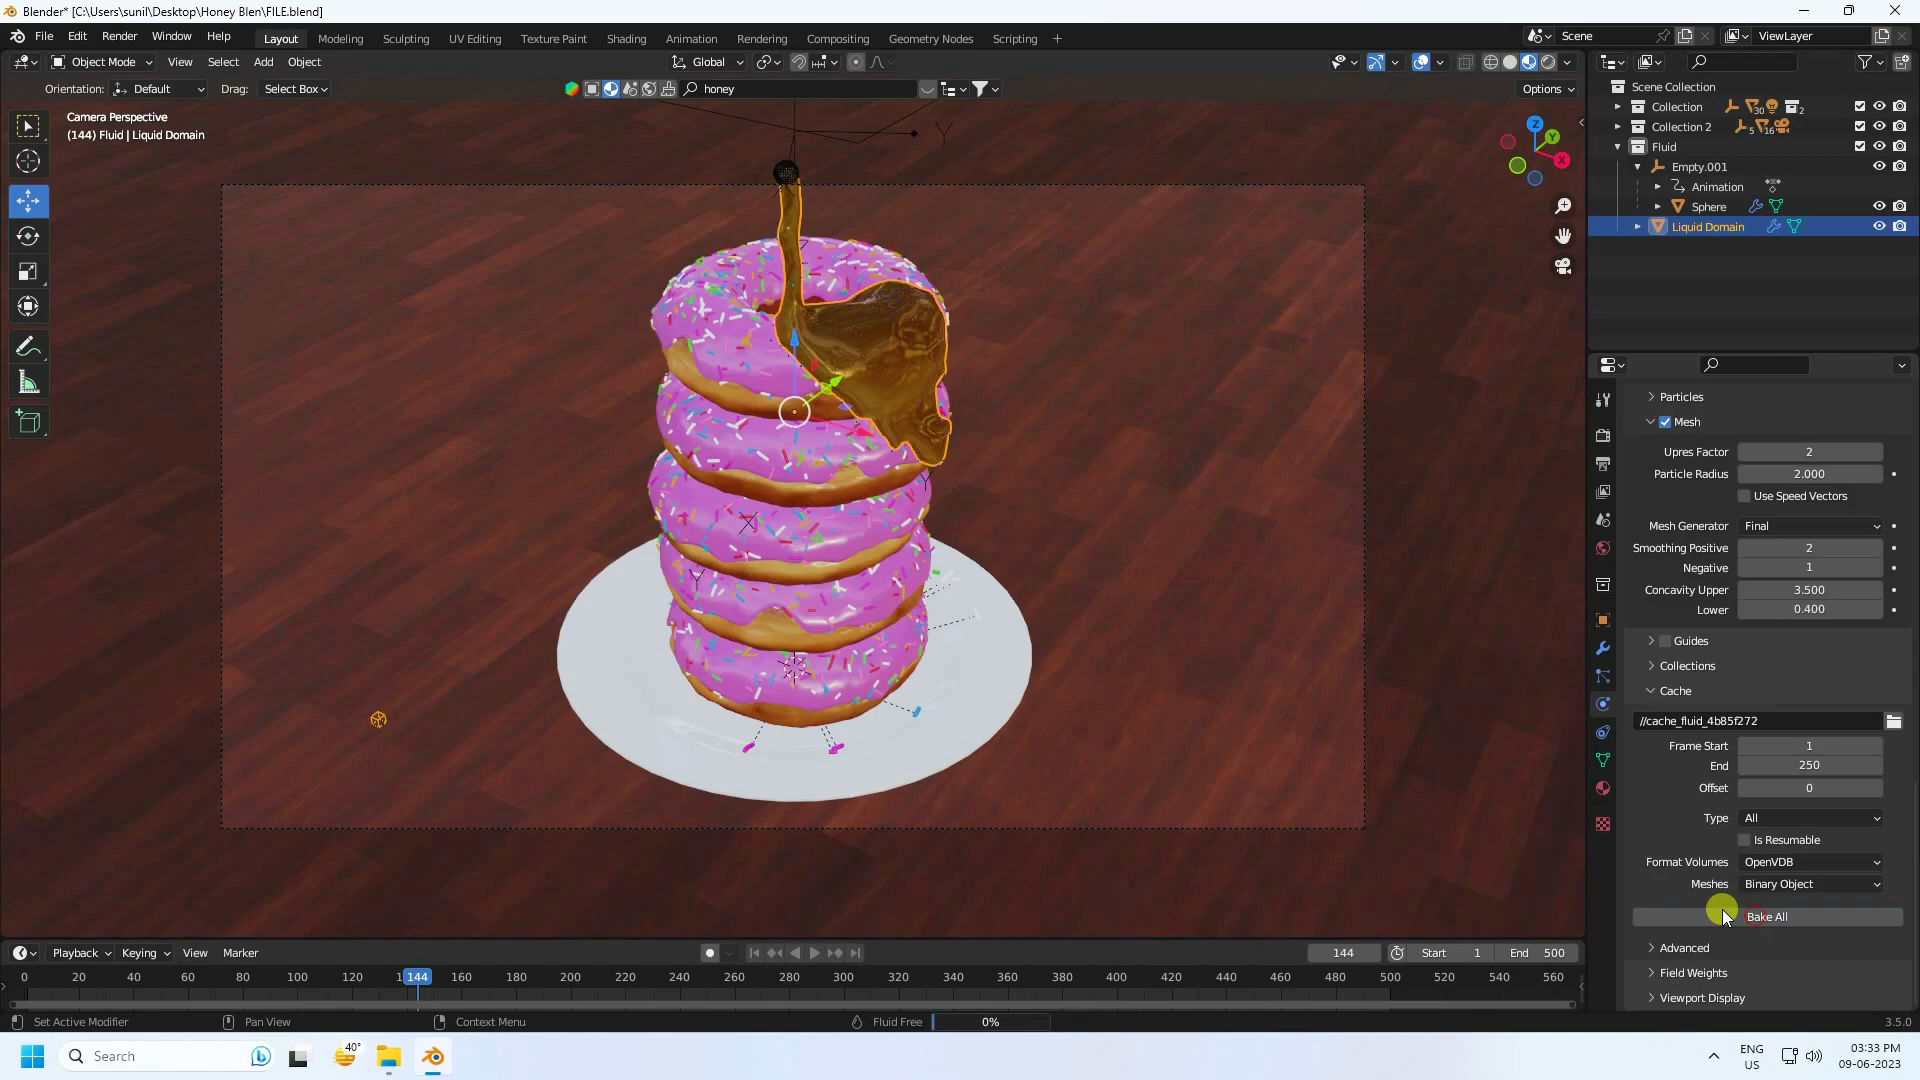 Blender* [C:\Users\sunil\Desktop\Honey Blen\FILE.blend]
File Edit Render Window Help Layout Modeling Sculpting UV Editing Texture Paint Shading Animation Rendering Compositing Geometry Nodes Scripting + Scene ViewLayer
Object Mode View Select Add Object Global
Orientation: Default Drag: Select Box honey Options
Camera Perspective
(144) Fluid | Liquid Domain
Z
Y
X
Scene Collection
Collection 30 2
Collection 2 5 16
Fluid
Empty.001
Animation
Sphere
Liquid Domain
Particles
Mesh
Upres Factor 2
Particle Radius 2.000
Use Speed Vectors
Mesh Generator Final
Smoothing Positive 2
Negative 1
Concavity Upper 3.500
Lower 0.400
Guides
Collections
Cache
//cache_fluid_4b85f272
Frame Start 1
End 250
Offset 0
Type All
Is Resumable
Format Volumes OpenVDB
Meshes Binary Object
Bake All
Advanced
Field Weights
Viewport Display
Playback Keying View Marker 144 Start 1 End 500
0 20 40 60 80 100 120 1 144 160 180 200 220 240 260 280 300 320 340 360 380 400 420 440 460 480 500 520 540 560
Set Active Modifier Pan View Context Menu Fluid Free 0% 3.5.0
Search 40° ENG US 03:33 PM 09-06-2023